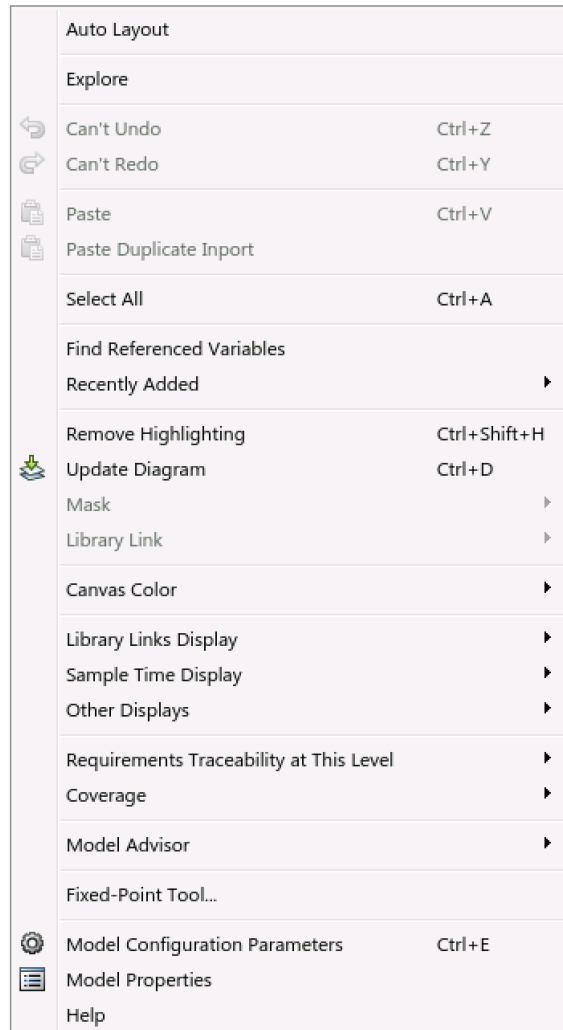 Auto Layout
Explore
Can't Undo Ctrl+Z
Can't Redo Ctrl+Y
Paste Ctrl+V
Paste Duplicate Inport
Select All Ctrl+A
Find Referenced Variables
Recently Added
Remove Highlighting Ctrl+Shift+H
Update Diagram Ctrl+D
Mask
Library Link
Canvas Color
Library Links Display
Sample Time Display
Other Displays
Requirements Traceability at This Level
Coverage
Model Advisor
Fixed-Point Tool...
Model Configuration Parameters Ctrl+E
Model Properties
Help